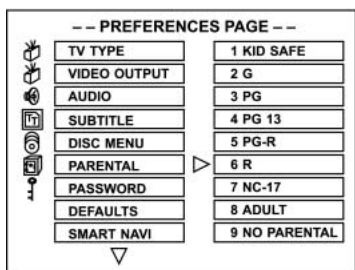 -- PREFERENCES PAGE --
TV TYPE
VIDEO OUTPUT
AUDIO
SUBTITLE
DISC MENU
PARENTAL
PASSWORD
DEFAULTS
SMART NAVI
1 KID SAFE
2 G
3 PG
4 PG 13
5 PG-R
6 R
7 NC-17
8 ADULT
9 NO PARENTAL